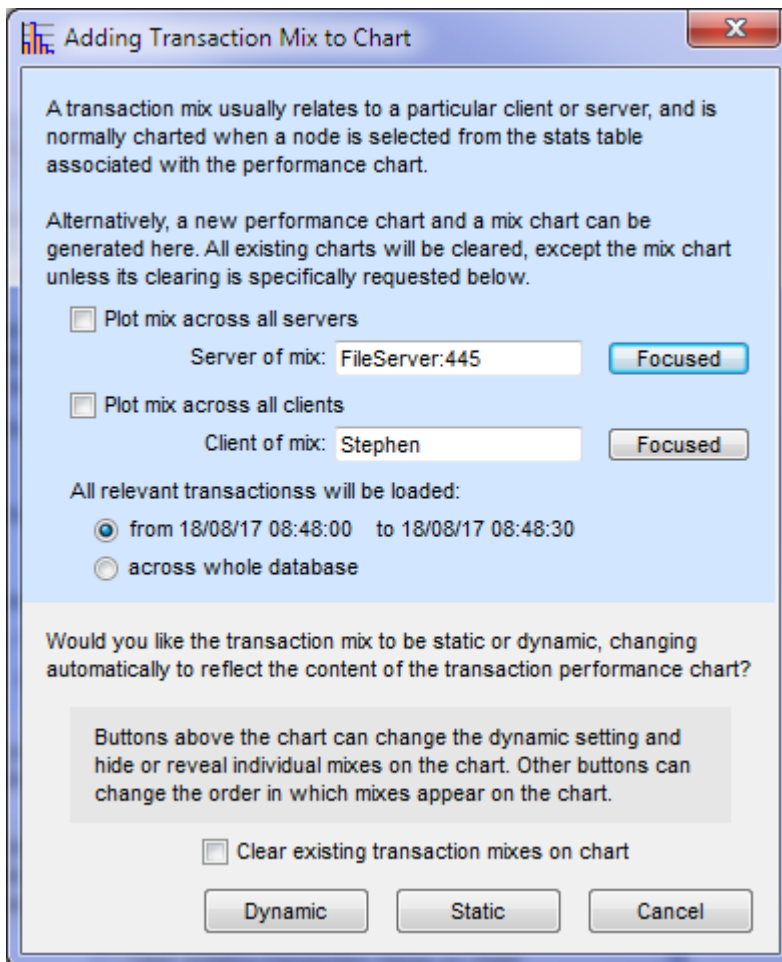 Adding Transaction Mix to Chart
A transaction mix usually relates to a particular client or server, and is
normally charted when a node is selected from the stats table
associated with the performance chart.
Alternatively, a new performance chart and a mix chart can be
generated here. All existing charts will be cleared, except the mix chart
unless its clearing is specifically requested below.
Plot mix across all servers
Server of mix: FileServer:445 Focused
Plot mix across all clients
Client of mix: Stephen Focused
All relevant transactionss will be loaded:
from 18/08/17 08:48:00 to 18/08/17 08:48:30
across whole database
Would you like the transaction mix to be static or dynamic, changing
automatically to reflect the content of the transaction performance chart?
Buttons above the chart can change the dynamic setting and
hide or reveal individual mixes on the chart. Other buttons can
change the order in which mixes appear on the chart.
Clear existing transaction mixes on chart
Dynamic Static Cancel